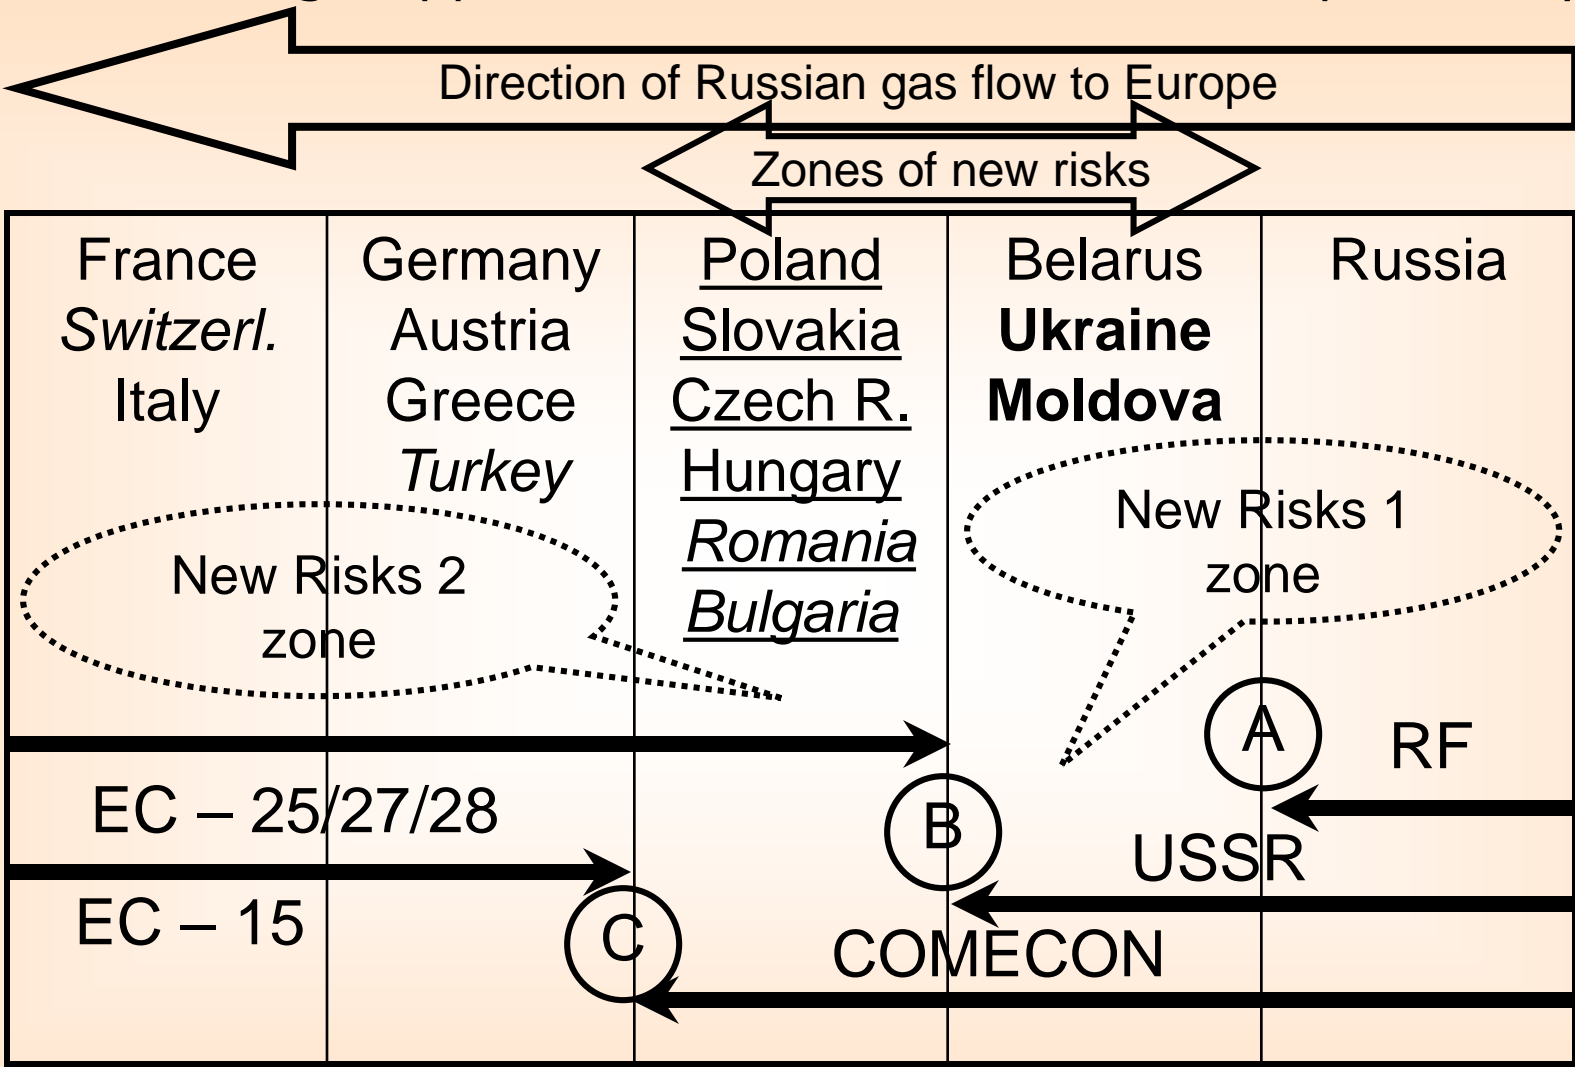 Direction of Russian gas flow to Europe
Zones of new risks
France
Switzerl.
Italy
Germany
Austria
Greece
Turkey
Poland
Slovakia
Czech R.
Hungary
Romania
Bulgaria
Belarus
Ukraine
Moldova
Russia
New Risks 2
zone
New Risks 1
zone
A
RF
EC – 25/27/28
B
USSR
EC – 15
C
COMECON